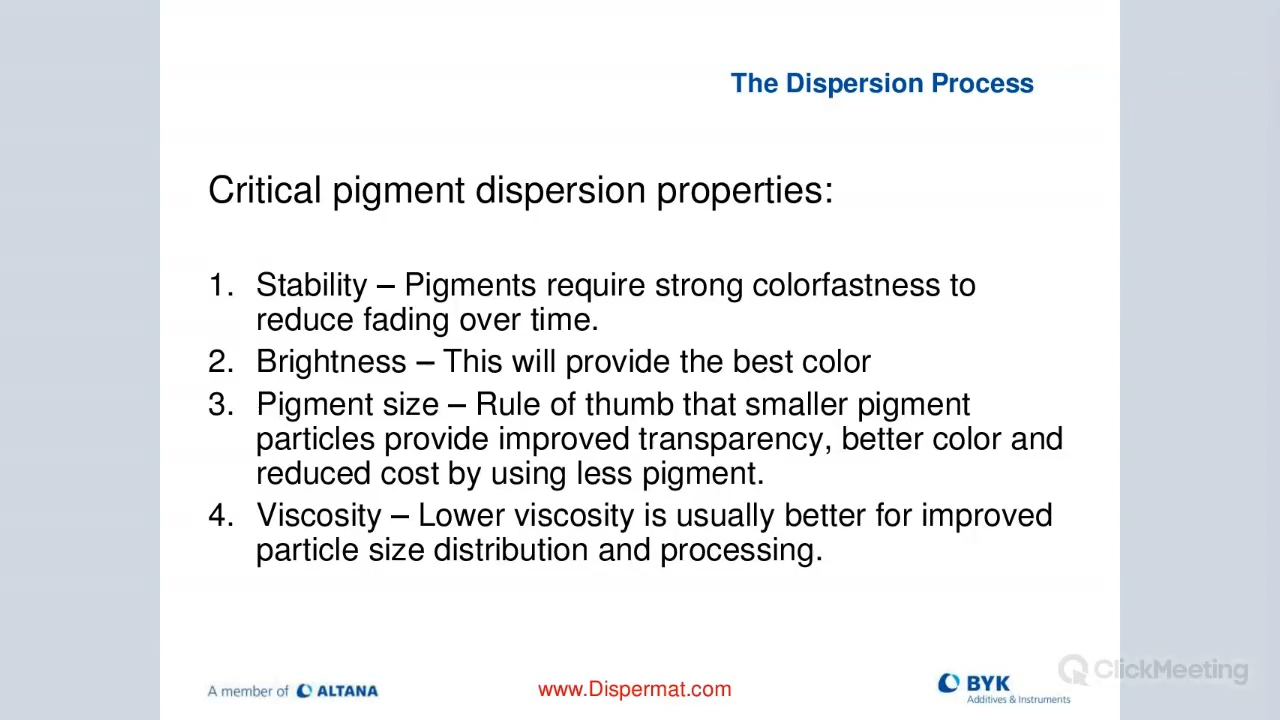 The Dispersion Process
Critical pigment dispersion properties:
1. Stability – Pigments require strong colorfastness to
reduce fading over time.
2. Brightness – This will provide the best color
3. Pigment size – Rule of thumb that smaller pigment
particles provide improved transparency, better color and
reduced cost by using less pigment.
4. Viscosity – Lower viscosity is usually better for improved
particle size distribution and processing.
A member of ALTANA
www.Dispermat.com
BYK
Additives & Instruments
ClickMeeting